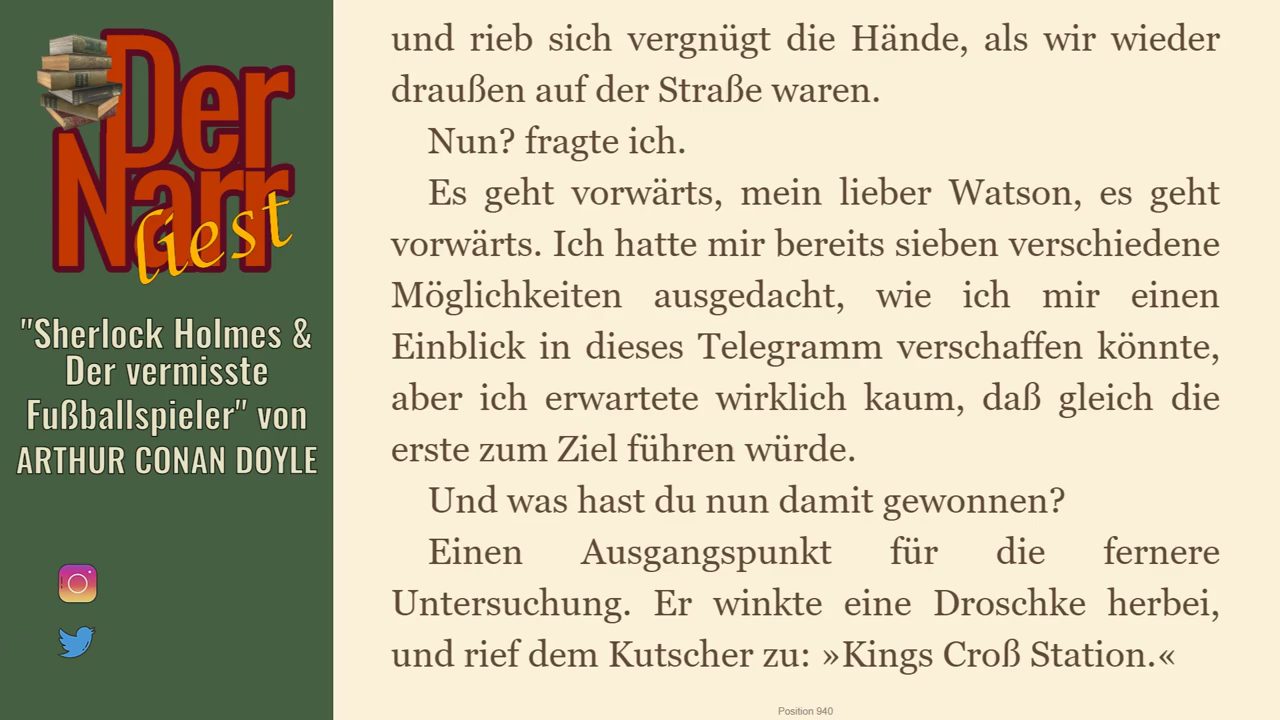 Der
Narr
liest
"Sherlock Holmes &
Der vermisste
Fußballspieler" von
ARTHUR CONAN DOYLE
und rieb sich vergnügt die Hände, als wir wieder
draußen auf der Straße waren.
Nun? fragte ich.
Es geht vorwärts, mein lieber Watson, es geht
vorwärts. Ich hatte mir bereits sieben verschiedene
Möglichkeiten ausgedacht, wie ich mir einen
Einblick in dieses Telegramm verschaffen könnte,
aber ich erwartete wirklich kaum, daß gleich die
erste zum Ziel führen würde.
Und was hast du nun damit gewonnen?
Einen Ausgangspunkt für die fernere
Untersuchung. Er winkte eine Droschke herbei,
und rief dem Kutscher zu: »Kings Croß Station.«
Position 940